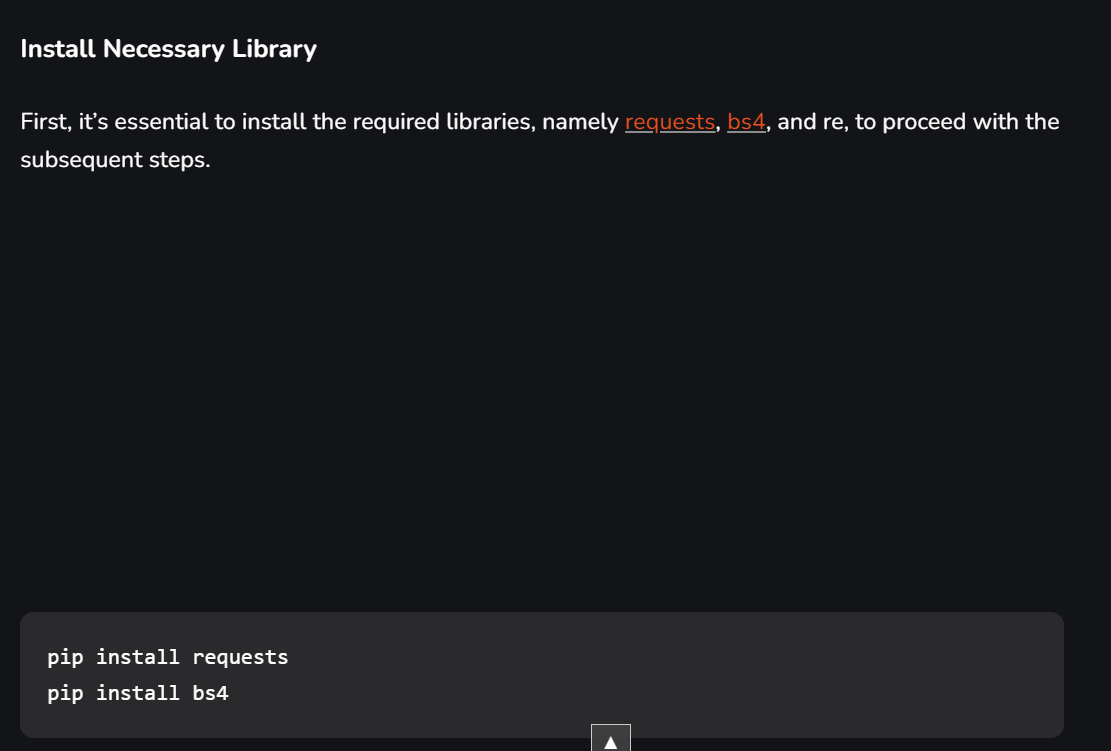 Install Necessary Library
First, it’s essential to install the required libraries, namely requests, bs4, and re, to proceed with the
subsequent steps.
pip install requests
pip install bs4
▲